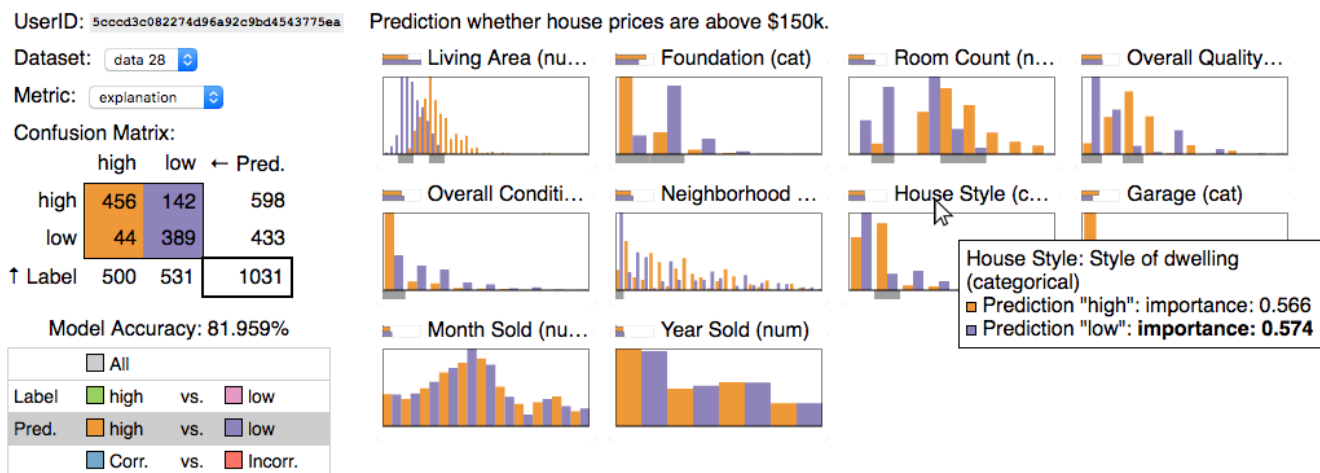 UserID: 5cccd3c082274d96a92c9bd4543775ea
Prediction whether house prices are above $150k.
Dataset: data 28
Metric: explanation
Confusion Matrix:
high low ← Pred.
high 456 142 598
low 44 389 433
↑ Label 500 531 1031
Model Accuracy: 81.959%
All
Label high vs. low
Pred. high vs. low
Corr. vs. Incorr.
Living Area (nu...
Foundation (cat)
Room Count (n...
Overall Quality...
Overall Conditi...
Neighborhood ...
House Style (c...
Garage (cat)
House Style: Style of dwelling
(categorical)
Prediction "high": importance: 0.566
Prediction "low": importance: 0.574
Month Sold (nu...
Year Sold (num)